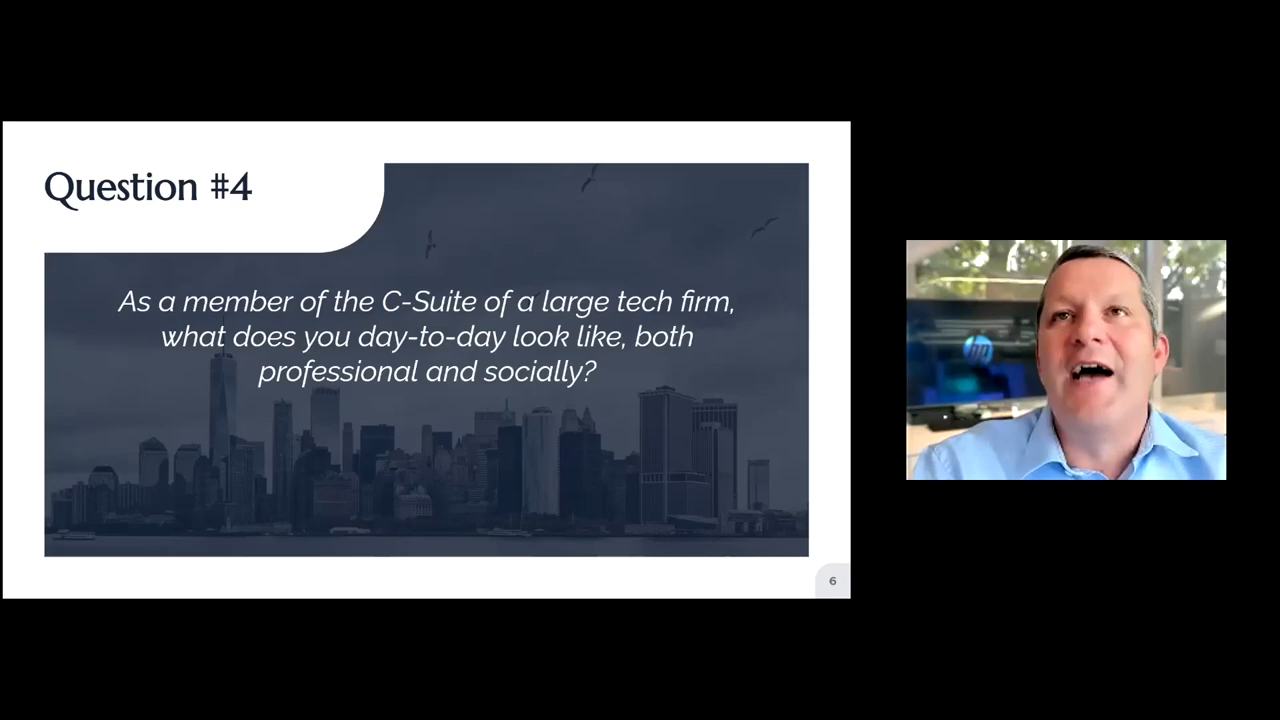 Question #4
As a member of the C-Suite of a large tech firm,
what does you day-to-day look like, both
professional and socially?
6
hp